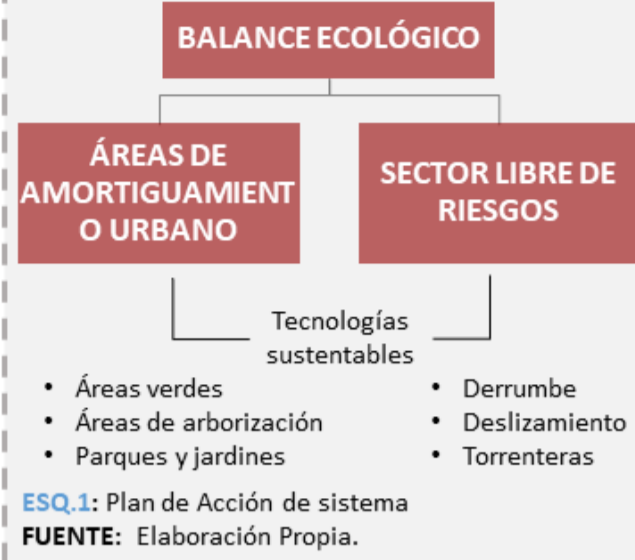 BALANCE ECOLÓGICO
ÁREAS DE
AMORTIGUAMIENT
O URBANO
SECTOR LIBRE DE
RIESGOS
Tecnologías
sustentables
• Áreas verdes
• Áreas de arborización
• Parques y jardines
• Derrumbe
• Deslizamiento
• Torrenteras
ESQ.1: Plan de Acción de sistema
FUENTE: Elaboración Propia.